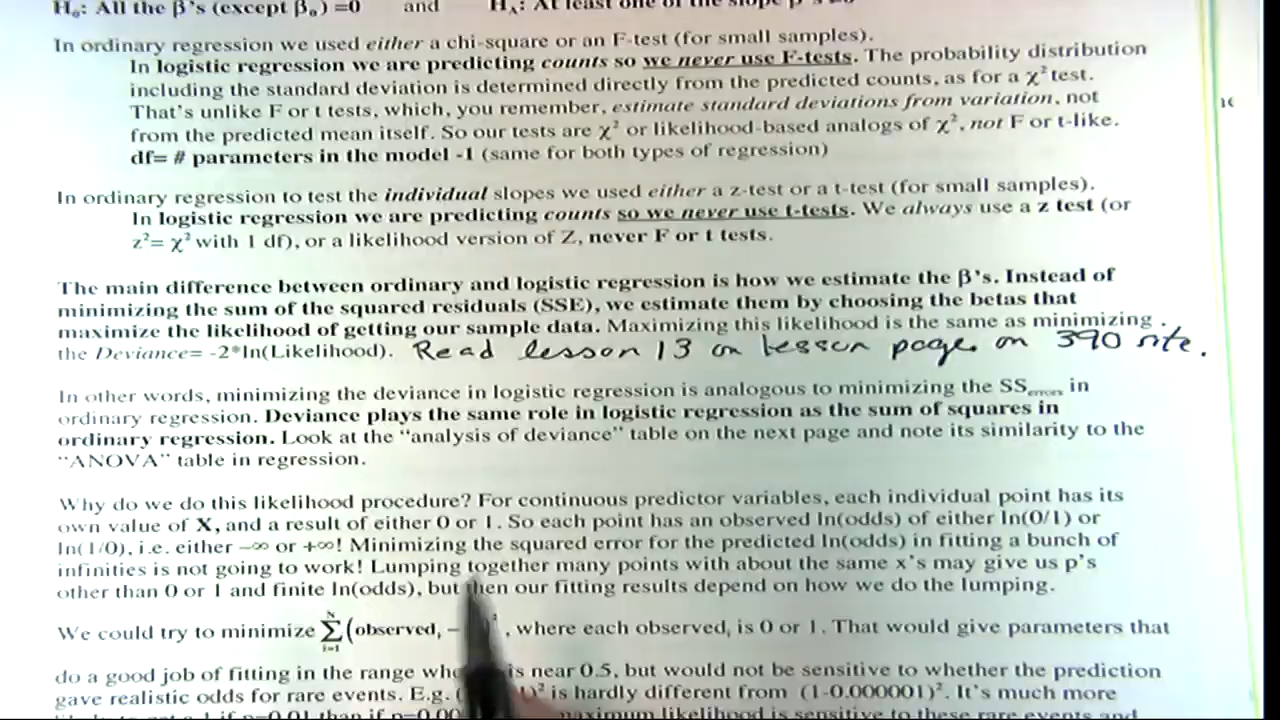 H₀: All the β's (except β₀) =0 and H_A: At least one of the slope β's
In ordinary regression we used either a chi-square or an F-test (for small samples).
In logistic regression we are predicting counts so we never use F-tests. The probability distribution
including the standard deviation is determined directly from the predicted counts, as for a χ² test.
That's unlike F or t tests, which, you remember, estimate standard deviations from variation, not
from the predicted mean itself. So our tests are χ² or likelihood-based analogs of χ², not F or t-like.
df= # parameters in the model -1 (same for both types of regression)
In ordinary regression to test the individual slopes we used either a z-test or a t-test (for small samples).
In logistic regression we are predicting counts so we never use t-tests. We always use a z test (or
z²= χ² with 1 df), or a likelihood version of Z, never F or t tests.
The main difference between ordinary and logistic regression is how we estimate the β's. Instead of
minimizing the sum of the squared residuals (SSE), we estimate them by choosing the betas that
maximize the likelihood of getting our sample data. Maximizing this likelihood is the same as minimizing
the Deviance= -2*ln(Likelihood). Read lesson 13 on lesson page on 390 site.
In other words, minimizing the deviance in logistic regression is analogous to minimizing the SS_errors in
ordinary regression. Deviance plays the same role in logistic regression as the sum of squares in
ordinary regression. Look at the "analysis of deviance" table on the next page and note its similarity to the
"ANOVA" table in regression.
Why do we do this likelihood procedure? For continuous predictor variables, each individual point has its
own value of X, and a result of either 0 or 1. So each point has an observed ln(odds) of either ln(0/1) or
ln(1/0), i.e. either −∞ or +∞! Minimizing the squared error for the predicted ln(odds) in fitting a bunch of
infinities is not going to work! Lumping together many points with about the same x's may give us p's
other than 0 or 1 and finite ln(odds), but then our fitting results depend on how we do the lumping.
We could try to minimize ∑ᵢ₌₁ᴺ (observedᵢ − ², where each observedᵢ is 0 or 1. That would give parameters that
do a good job of fitting in the range is near 0.5, but would not be sensitive to whether the prediction
gave realistic odds for rare events. E.g. ( )² is hardly different from (1-0.000001)². It's much more
if p=0.01 than if maximum likelihood is sensitive to these rare events and